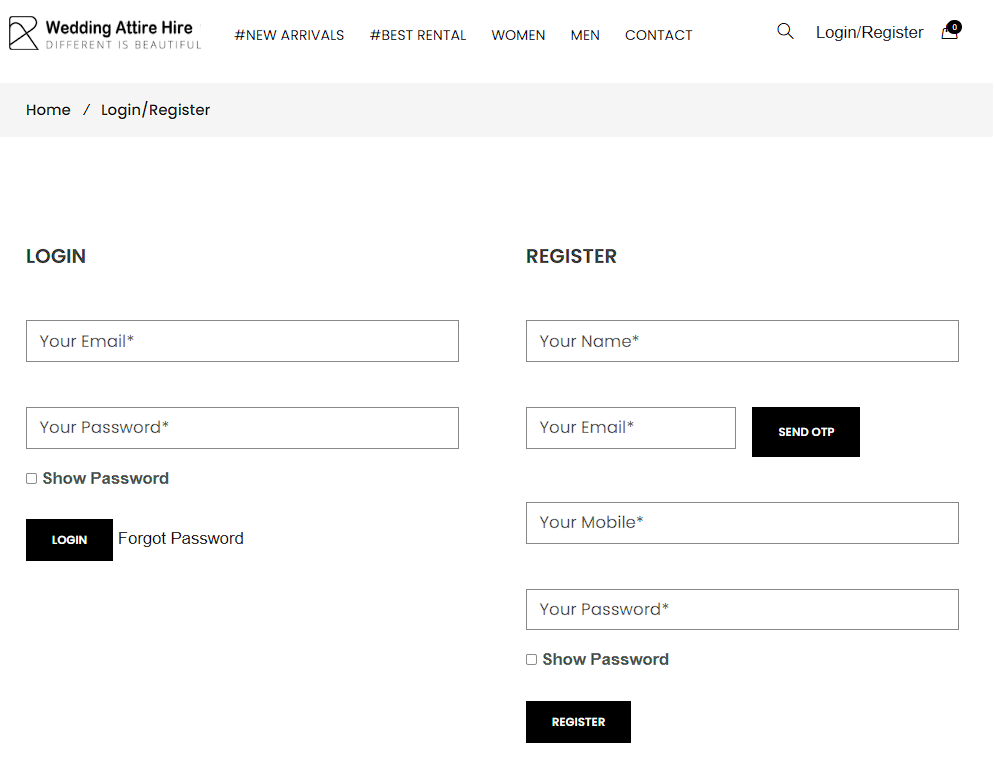 Wedding Attire Hire
DIFFERENT IS BEAUTIFUL
#NEW ARRIVALS #BEST RENTAL WOMEN MEN CONTACT Login/Register 0
Home / Login/Register
LOGIN
Your Email*
Your Password*
Show Password
LOGIN Forgot Password
REGISTER
Your Name*
Your Email* SEND OTP
Your Mobile*
Your Password*
Show Password
REGISTER